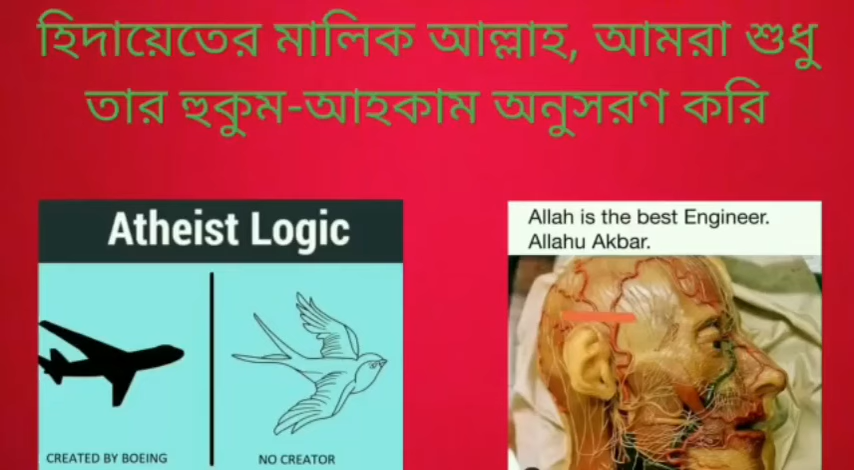 হিদায়েতের মালিক আল্লাহ, আমরা শুধু
তার হুকুম-আহকাম অনুসরণ করি
Atheist Logic
CREATED BY BOEING
NO CREATOR
Allah is the best Engineer.
Allahu Akbar.